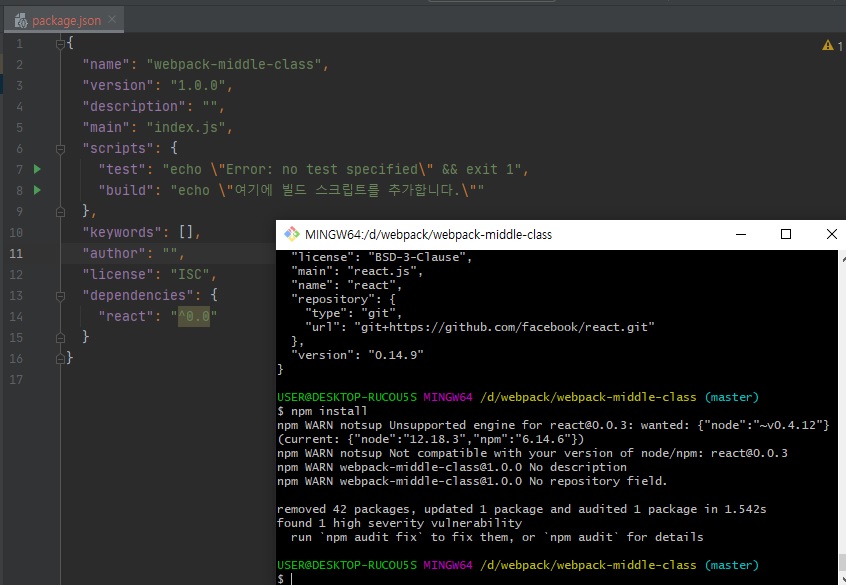 package.json
1 {
2 "name": "webpack-middle-class",
3 "version": "1.0.0",
4 "description": "",
5 "main": "index.js",
6 "scripts": {
7 "test": "echo \"Error: no test specified\" && exit 1",
8 "build": "echo \"여기에 빌드 스크립트를 추가합니다.\""
9 },
10 "keywords": [],
11 "author": "",
12 "license": "ISC",
13 "dependencies": {
14 "react": "^0.0"
15 }
16 }
17
1
MINGW64:/d/webpack/webpack-middle-class
"license": "BSD-3-Clause",
"main": "react.js",
"name": "react",
"repository": {
"type": "git",
"url": "git+https://github.com/facebook/react.git"
},
"version": "0.14.9"
}
USER@DESKTOP-RUCOU5S MINGW64 /d/webpack/webpack-middle-class (master)
$ npm install
npm WARN notsup Unsupported engine for react@0.0.3: wanted: {"node":"~v0.4.12"}
(current: {"node":"12.18.3","npm":"6.14.6"})
npm WARN notsup Not compatible with your version of node/npm: react@0.0.3
npm WARN webpack-middle-class@1.0.0 No description
npm WARN webpack-middle-class@1.0.0 No repository field.
removed 42 packages, updated 1 package and audited 1 package in 1.542s
found 1 high severity vulnerability
run `npm audit fix` to fix them, or `npm audit` for details
USER@DESKTOP-RUCOU5S MINGW64 /d/webpack/webpack-middle-class (master)
$